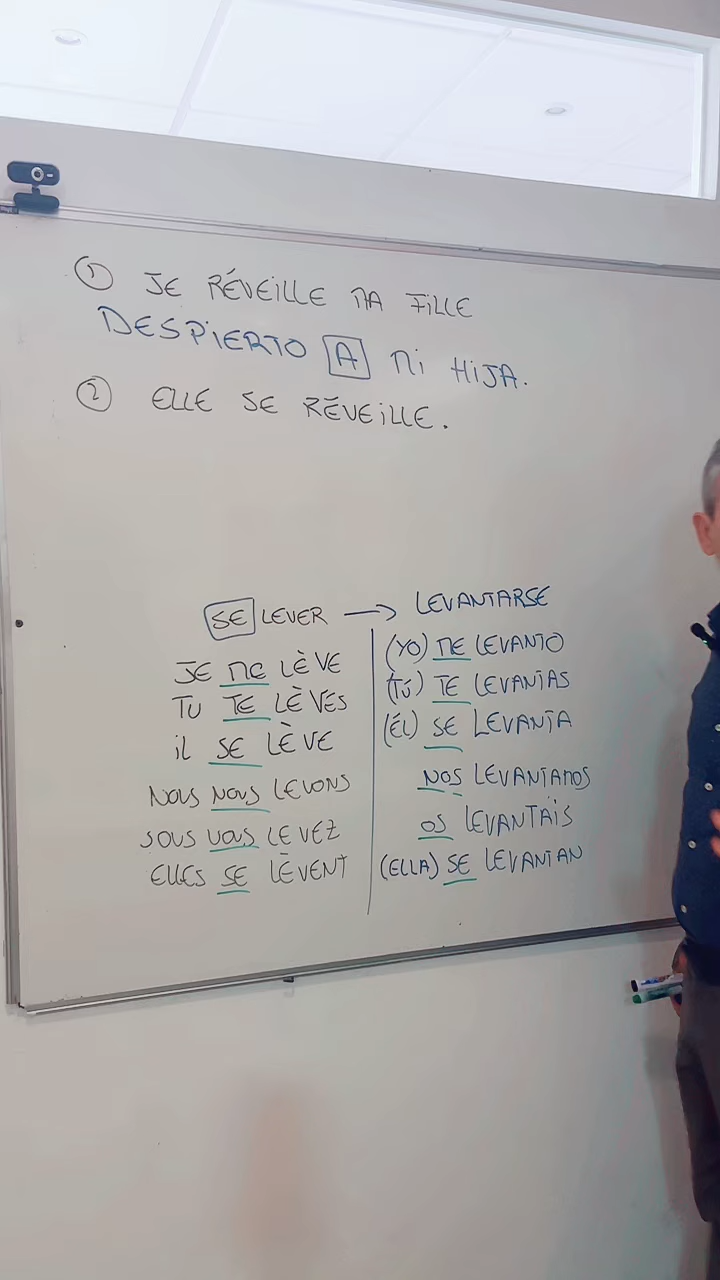 ① JE RÉVEILLE MA FILLE
DESPIERTO A MI HIJA.
② ELLE SE RÉVEILLE.
SE LEVER → LEVANTARSE
JE ME LÈVE (YO) ME LEVANTO
TU TE LÈVES (TÚ) TE LEVANTAS
il SE LÈVE (ÉL) SE LEVANTA
NOUS NOUS LEVONS NOS LEVANTAMOS
VOUS VOUS LEVEZ OS LEVANTÁIS
ELLES SE LÈVENT (ELLA) SE LEVANTAN